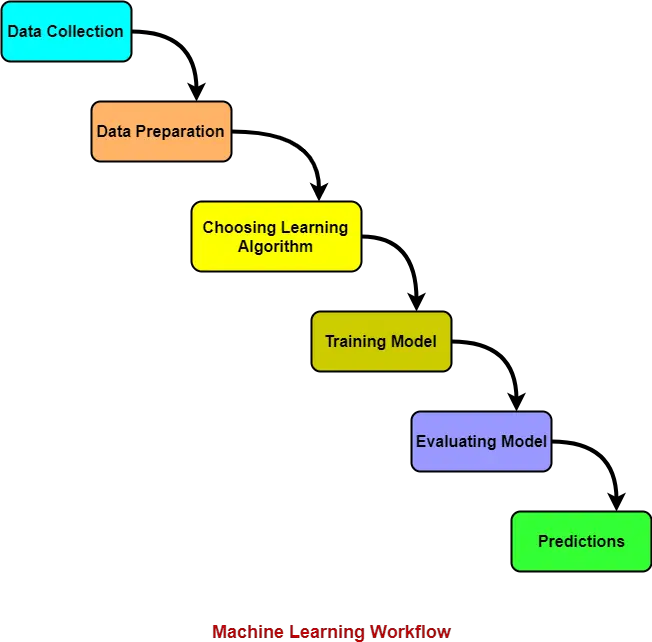 Data Collection
Data Preparation
Choosing Learning
Algorithm
Training Model
Evaluating Model
Predictions
Machine Learning Workflow